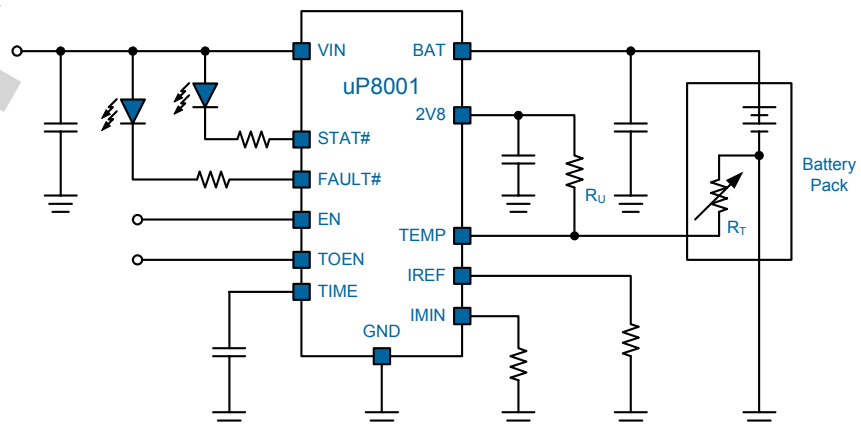 VIN
BAT
uP8001
2V8
STAT#
FAULT#
Battery
Pack
RU
RT
EN
TEMP
TOEN
IREF
TIME
IMIN
GND